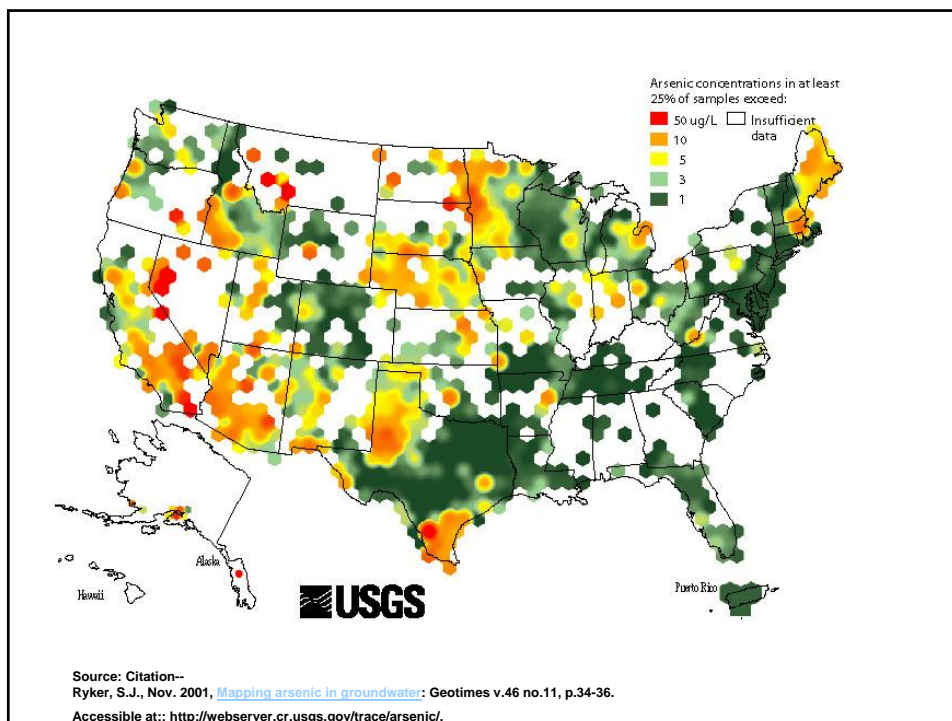 Arsenic concentrations in at least
25% of samples exceed:
50 ug/L
Insufficient
data
10
5
3
1
Alaska
Hawaii
Puerto Rico
USGS
Source: Citation--
Ryker, S.J., Nov. 2001, Mapping arsenic in groundwater: Geotimes v.46 no.11, p.34-36.
Accessible at:: http://webserver.cr.usgs.gov/trace/arsenic/.